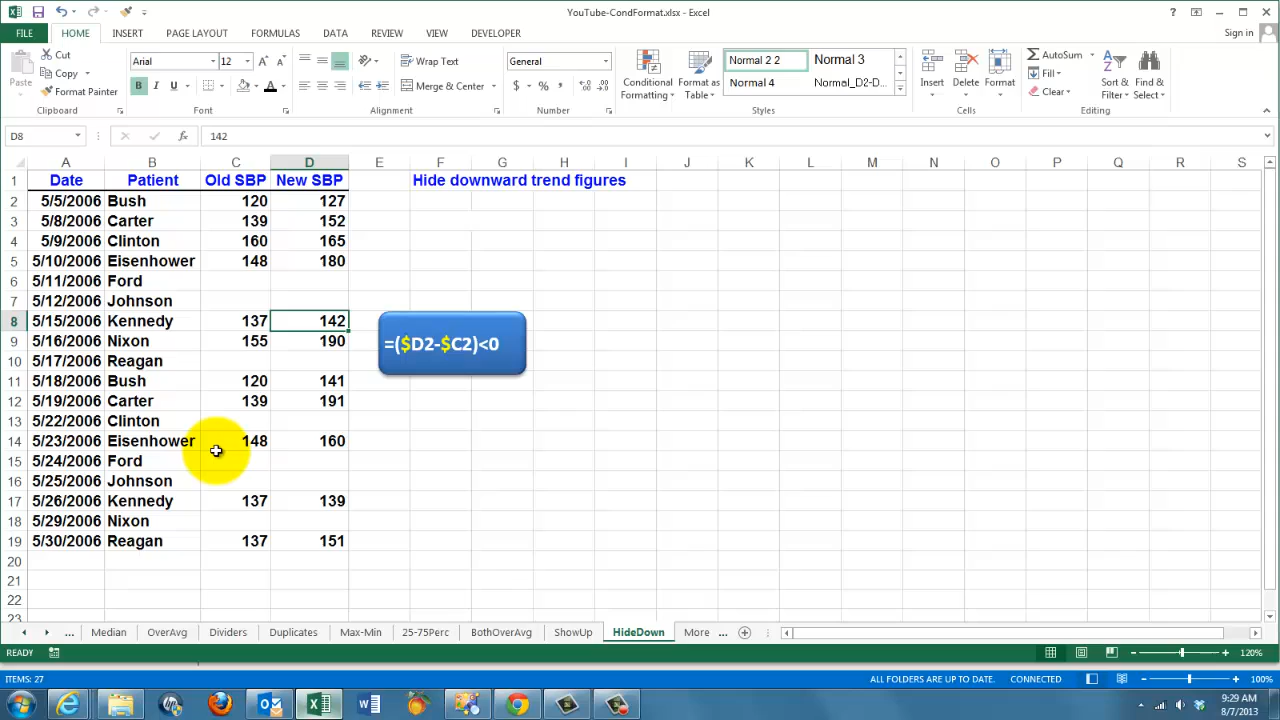 YouTube-CondFormat.xlsx - Excel
FILE HOME INSERT PAGE LAYOUT FORMULAS DATA REVIEW VIEW DEVELOPER Sign in
Paste
Cut
Copy
Format Painter
Clipboard
Arial 12
B I U
Font
Wrap Text
Merge & Center
Alignment
General
$ % ,
Number
Conditional Formatting
Format as Table
Normal 2 2 Normal 3
Normal 4 Normal_D2-D...
Styles
Insert Delete Format
Cells
AutoSum
Fill
Clear
Sort & Filter
Find & Select
Editing
D8 fx 142
A B C D E F G H I J K L M N O P Q R S
1 Date Patient Old SBP New SBP Hide downward trend figures
2 5/5/2006 Bush 120 127
3 5/8/2006 Carter 139 152
4 5/9/2006 Clinton 160 165
5 5/10/2006 Eisenhower 148 180
6 5/11/2006 Ford
7 5/12/2006 Johnson
8 5/15/2006 Kennedy 137 142
=($D2-$C2)<0
9 5/16/2006 Nixon 155 190
10 5/17/2006 Reagan
11 5/18/2006 Bush 120 141
12 5/19/2006 Carter 139 191
13 5/22/2006 Clinton
14 5/23/2006 Eisenhower 148 160
15 5/24/2006 Ford
16 5/25/2006 Johnson
17 5/26/2006 Kennedy 137 139
18 5/29/2006 Nixon
19 5/30/2006 Reagan 137 151
20
21
22
23
... Median OverAvg Dividers Duplicates Max-Min 25-75Perc BothOverAvg ShowUp HideDown More ...
READY 120%
ITEMS: 27 ALL FOLDERS ARE UP TO DATE. CONNECTED 100%
9:29 AM
8/7/2013